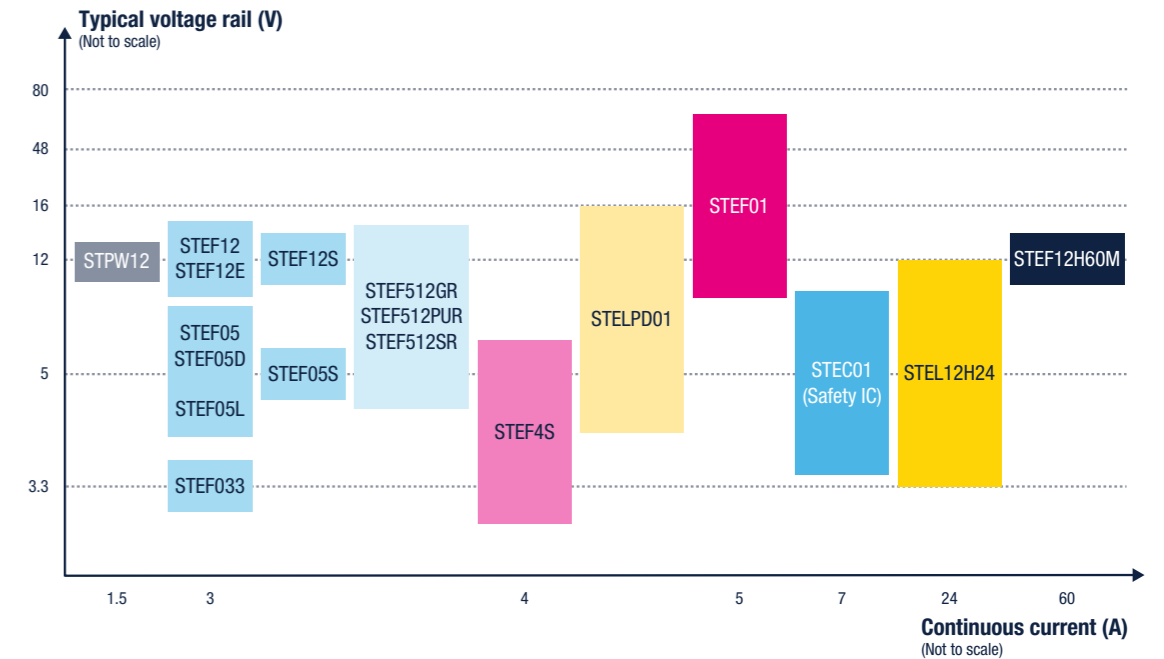 Typical voltage rail (V)
(Not to scale)
80
48
16
12
5
3.3
STPW12
STEF12
STEF12E
STEF05
STEF05D
STEF05L
STEF033
STEF12S
STEF05S
STEF512GR
STEF512PUR
STEF512SR
STEF4S
STELPD01
STEF01
STEC01
(Safety IC)
STEL12H24
STEF12H60M
1.5
3
4
5
7
24
60
Continuous current (A)
(Not to scale)